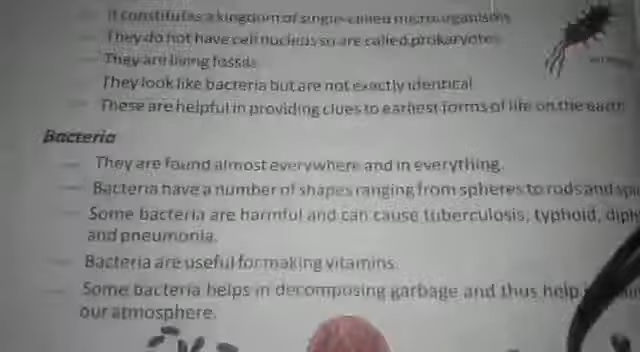 It constitutes a kingdom of single-celled microorganisms
They do not have cell nucleus so are called prokaryotes
They are living fossils
They look like bacteria but are not exactly identical
These are helpful in providing clues to earliest forms of life on the earth
Bacteria
They are found almost everywhere and in everything.
Bacteria have a number of shapes ranging from spheres to rods and
Some bacteria are harmful and can cause tuberculosis, typhoid,
and pneumonia.
Bacteria are useful for making vitamins.
Some bacteria helps in decomposing garbage and thus help
our atmosphere.